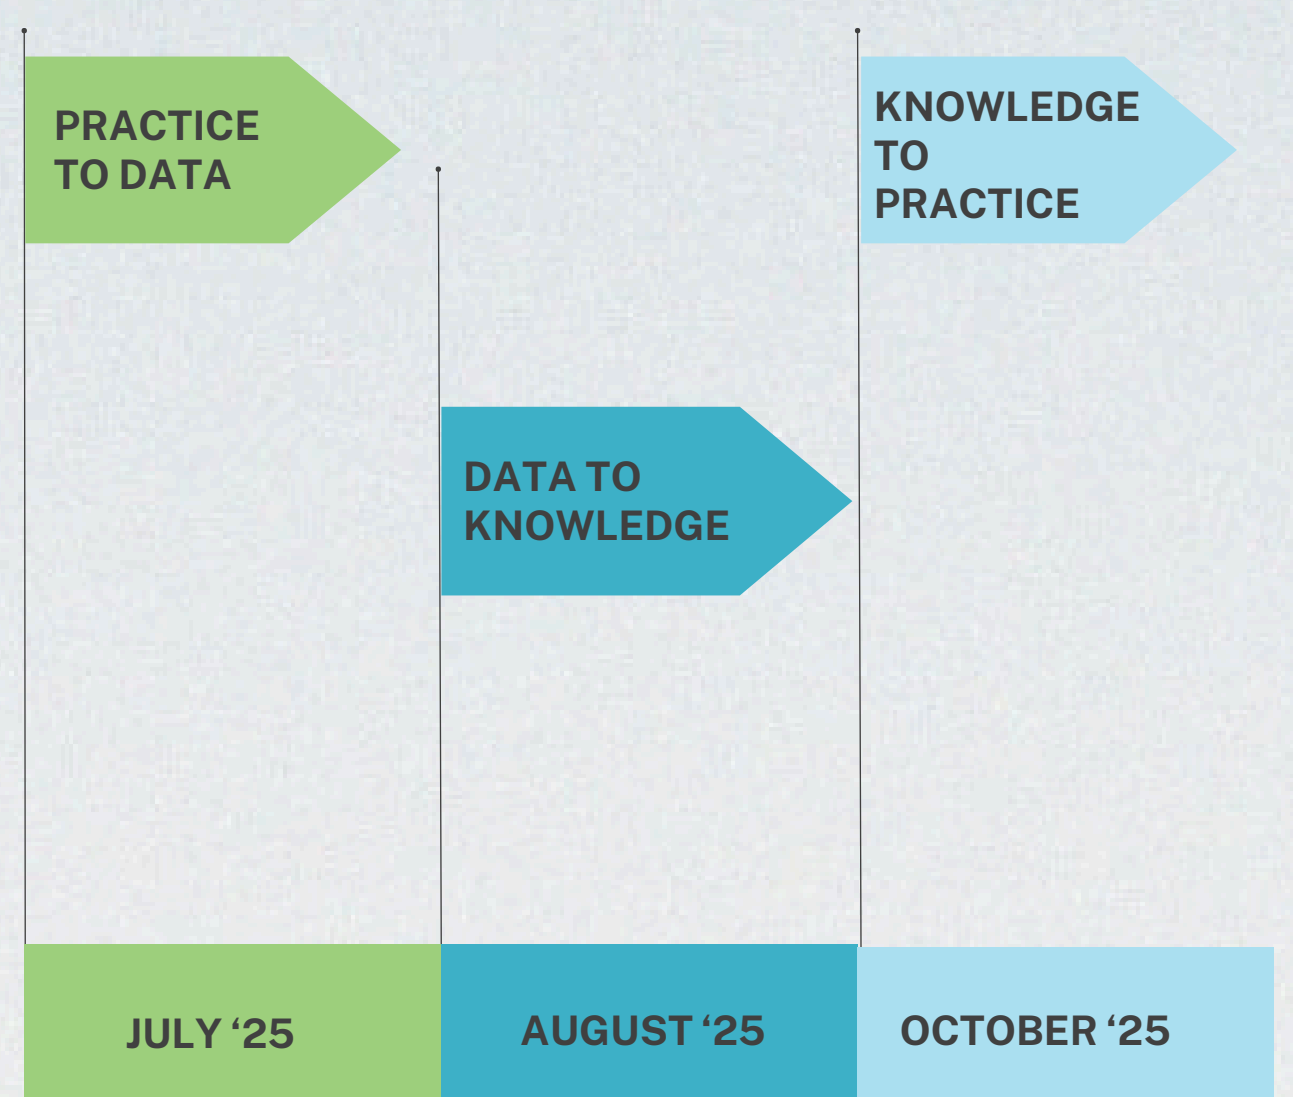 PRACTICE
TO DATA
KNOWLEDGE
TO
PRACTICE
DATA TO
KNOWLEDGE
JULY ‘25
AUGUST ‘25
OCTOBER ‘25